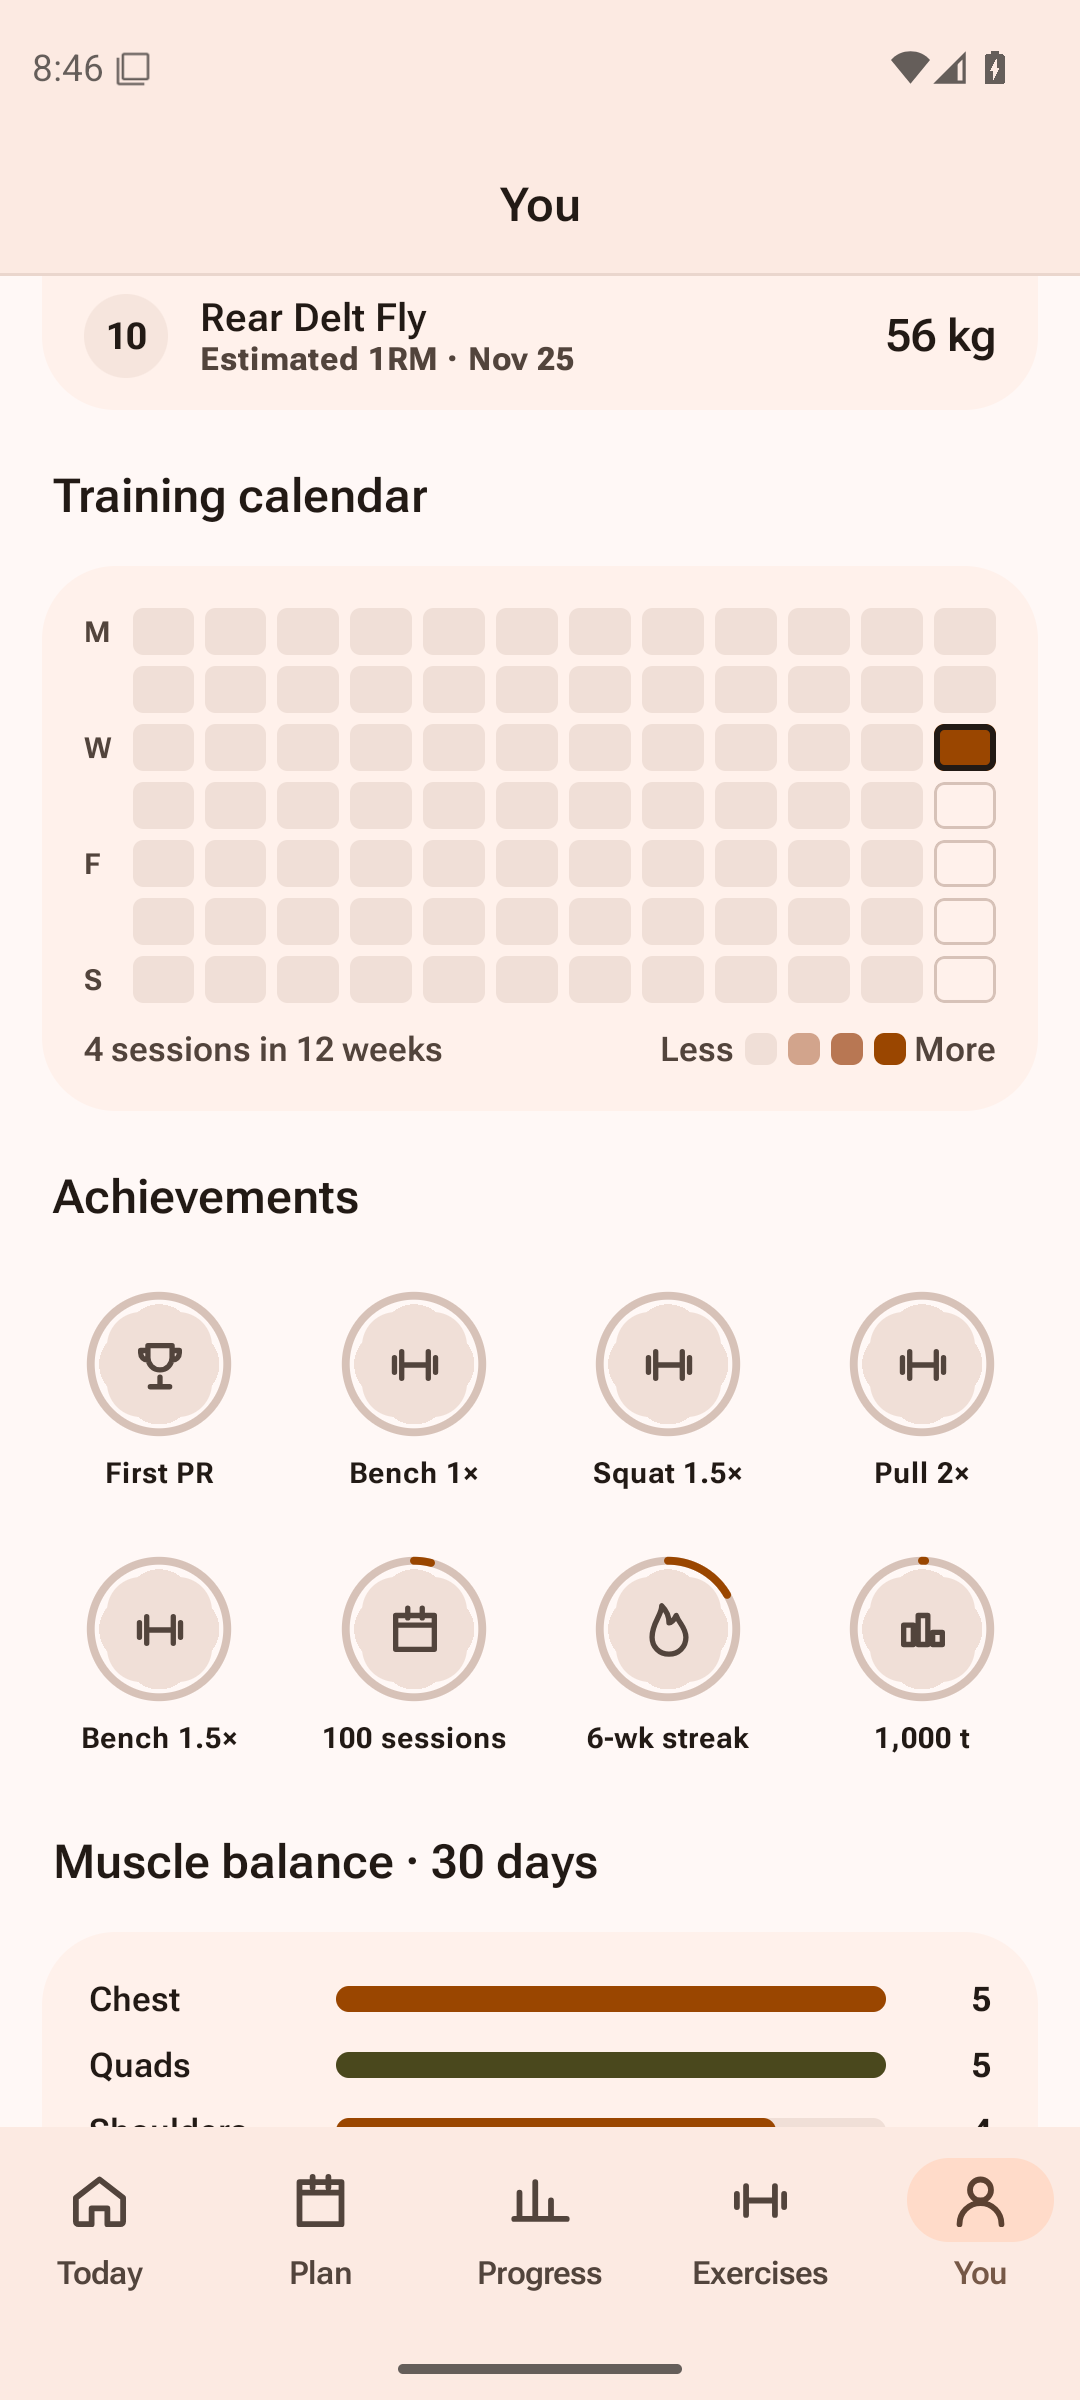 8:46
You
10
Rear Delt Fly
Estimated 1RM · Nov 25
56 kg
Training calendar
M
W
F
S
4 sessions in 12 weeks
Less
More
Achievements
First PR
Bench 1×
Squat 1.5×
Pull 2×
Bench 1.5×
100 sessions
6-wk streak
1,000 t
Muscle balance · 30 days
Chest
5
Quads
5
Shoulders
4
Today
Plan
Progress
Exercises
You